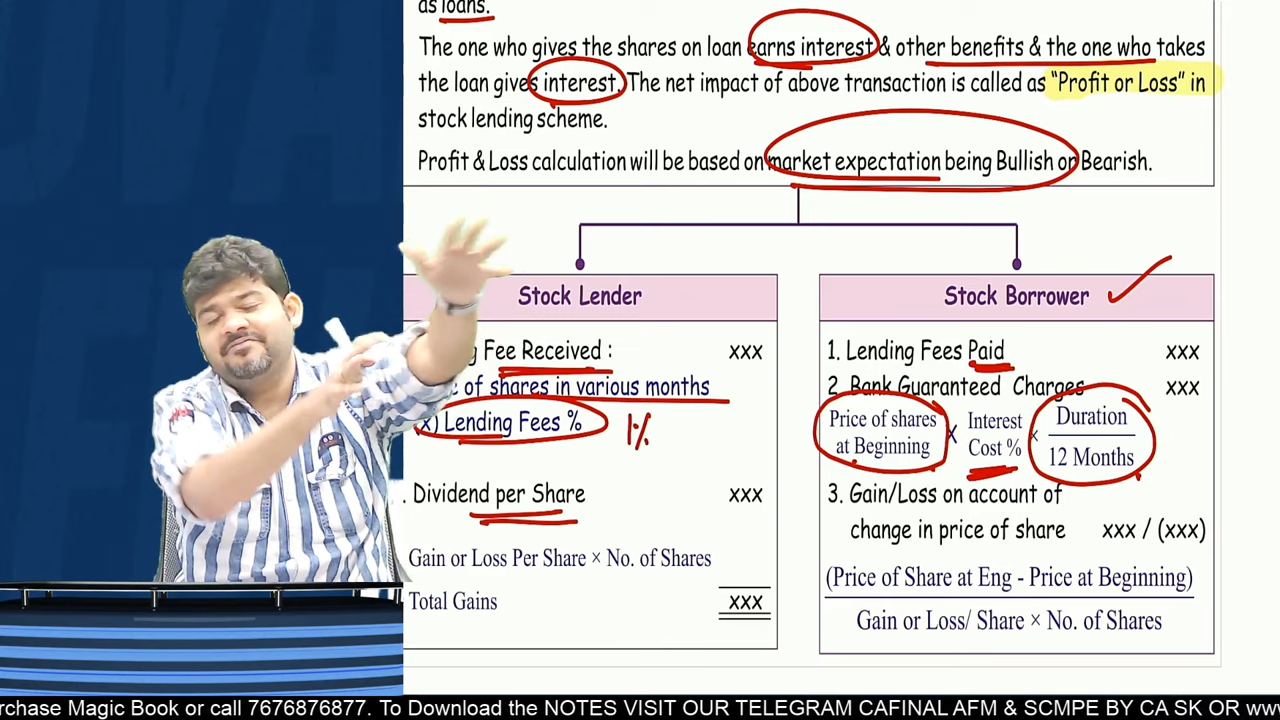 as loans.
The one who gives the shares on loan earns interest & other benefits & the one who takes
the loan gives interest. The net impact of above transaction is called as “Profit or Loss” in
stock lending scheme.
Profit & Loss calculation will be based on market expectation being Bullish or Bearish.
Stock Lender
Fee Received : xxx
of shares in various months
(x) Lending Fees % 1%
. Dividend per Share xxx
Gain or Loss Per Share × No. of Shares
Total Gains xxx
Stock Borrower
1. Lending Fees Paid xxx
2. Bank Guaranteed Charges xxx
Price of shares at Beginning × Interest Cost % × Duration / 12 Months
3. Gain/Loss on account of
change in price of share xxx / (xxx)
(Price of Share at Eng - Price at Beginning)
Gain or Loss/ Share × No. of Shares
rchase Magic Book or call 7676876877. To Download the NOTES VISIT OUR TELEGRAM CAFINAL AFM & SCMPE BY CA SK OR ww